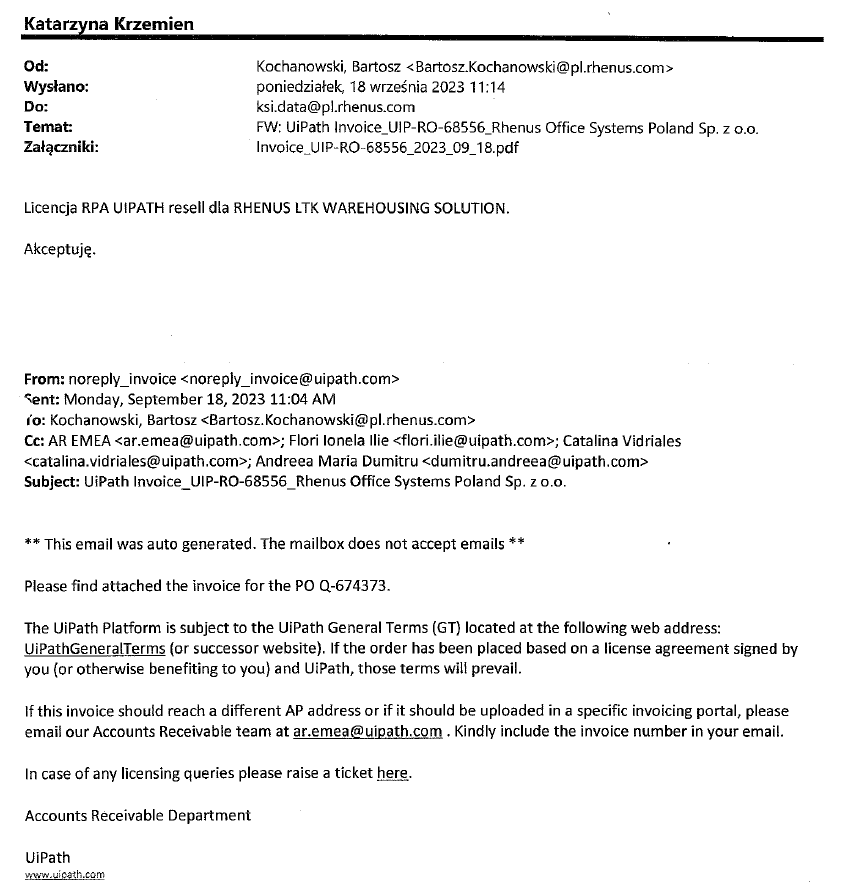 Katarzyna Krzemien
Od: Kochanowski, Bartosz <Bartosz.Kochanowski@pl.rhenus.com>
Wysłano: poniedziałek, 18 września 2023 11:14
Do: ksi.data@pl.rhenus.com
Temat: FW: UiPath Invoice_UIP-RO-68556_Rhenus Office Systems Poland Sp. z o.o.
Załączniki: Invoice_UIP-RO-68556_2023_09_18.pdf
Licencja RPA UIPATH resell dla RHENUS LTK WAREHOUSING SOLUTION.
Akceptuję.
From: noreply_invoice <noreply_invoice@uipath.com>
Sent: Monday, September 18, 2023 11:04 AM
To: Kochanowski, Bartosz <Bartosz.Kochanowski@pl.rhenus.com>
Cc: AR EMEA <ar.emea@uipath.com>; Flori Ionela Ilie <flori.ilie@uipath.com>; Catalina Vidriales
<catalina.vidriales@uipath.com>; Andreea Maria Dumitru <dumitru.andreea@uipath.com>
Subject: UiPath Invoice_UIP-RO-68556_Rhenus Office Systems Poland Sp. z o.o.
** This email was auto generated. The mailbox does not accept emails **
Please find attached the invoice for the PO Q-674373.
The UiPath Platform is subject to the UiPath General Terms (GT) located at the following web address:
UiPathGeneralTerms (or successor website). If the order has been placed based on a license agreement signed by
you (or otherwise benefiting to you) and UiPath, those terms will prevail.
If this invoice should reach a different AP address or if it should be uploaded in a specific invoicing portal, please
email our Accounts Receivable team at ar.emea@uipath.com . Kindly include the invoice number in your email.
In case of any licensing queries please raise a ticket here.
Accounts Receivable Department
UiPath
www.uipath.com